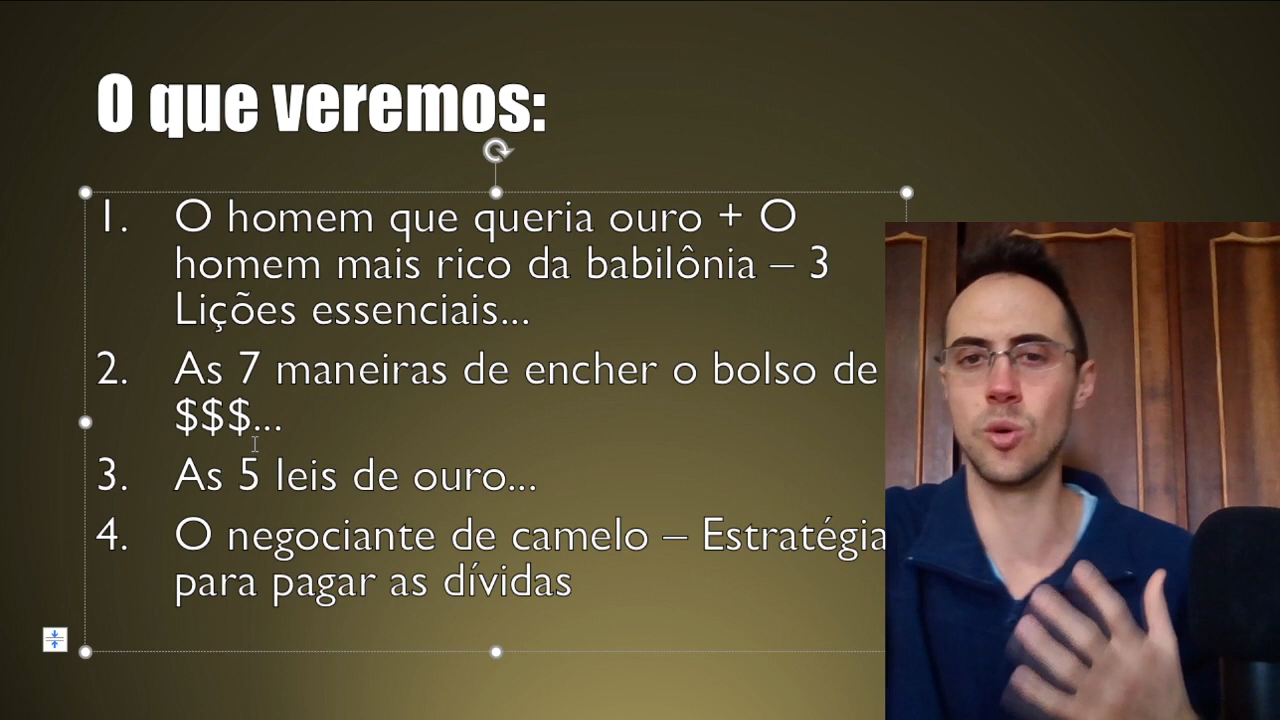 O que veremos:
1. O homem que queria ouro + O
homem mais rico da babilônia – 3
Lições essenciais...
2. As 7 maneiras de encher o bolso de
$$$...
3. As 5 leis de ouro...
4. O negociante de camelo – Estratégia
para pagar as dívidas